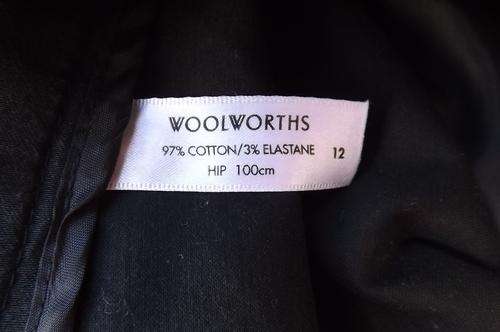 WOOLWORTHS
97% COTTON/3% ELASTANE 12
HIP 100cm